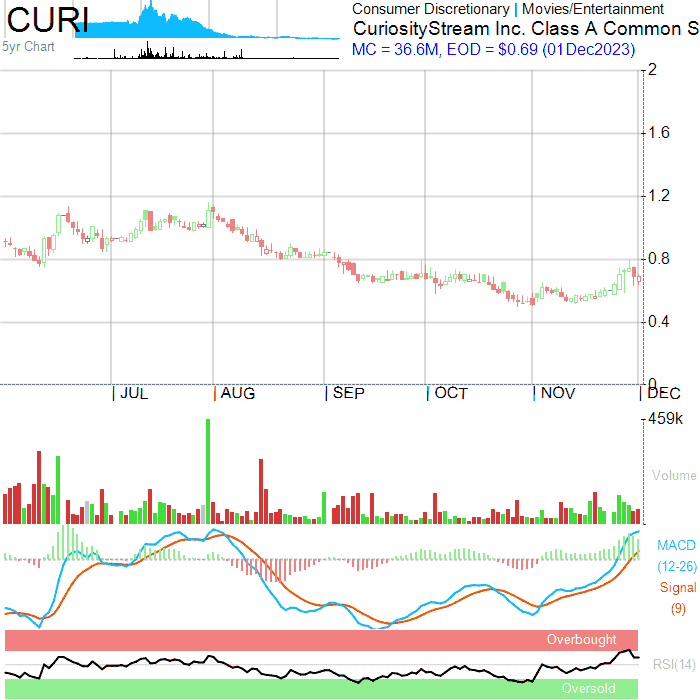 CURI
5yr Chart
Consumer Discretionary | Movies/Entertainment
CuriosityStream Inc. Class A Common S
MC = 36.6M, EOD = $0.69 (01Dec2023)
2
1.6
1.2
0.8
0.4
0
JUL AUG SEP OCT NOV DEC
459k
Volume
MACD
(12-26)
Signal
(9)
Overbought
RSI(14)
Oversold